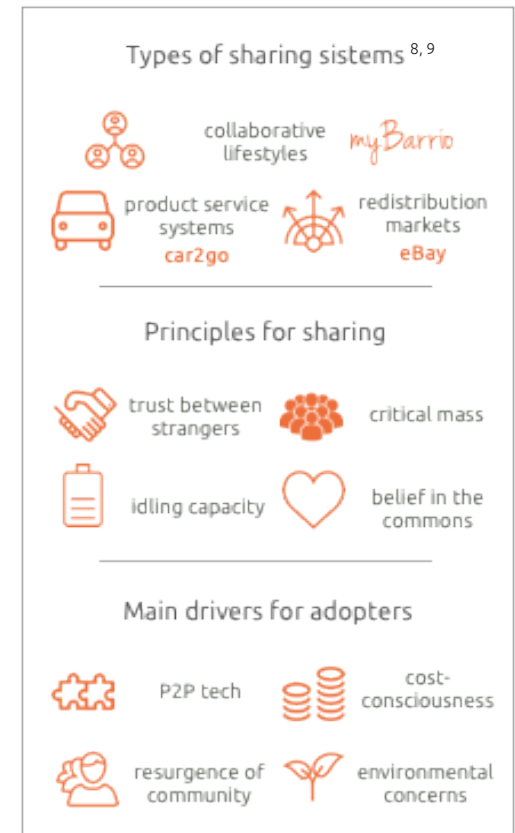 Types of sharing sistems 8, 9
collaborative
lifestyles
myBarrio
product service
systems
car2go
redistribution
markets
eBay
Principles for sharing
trust between
strangers
critical mass
idling capacity
belief in the
commons
Main drivers for adopters
P2P tech
cost-
consciousness
resurgence of
community
environmental
concerns